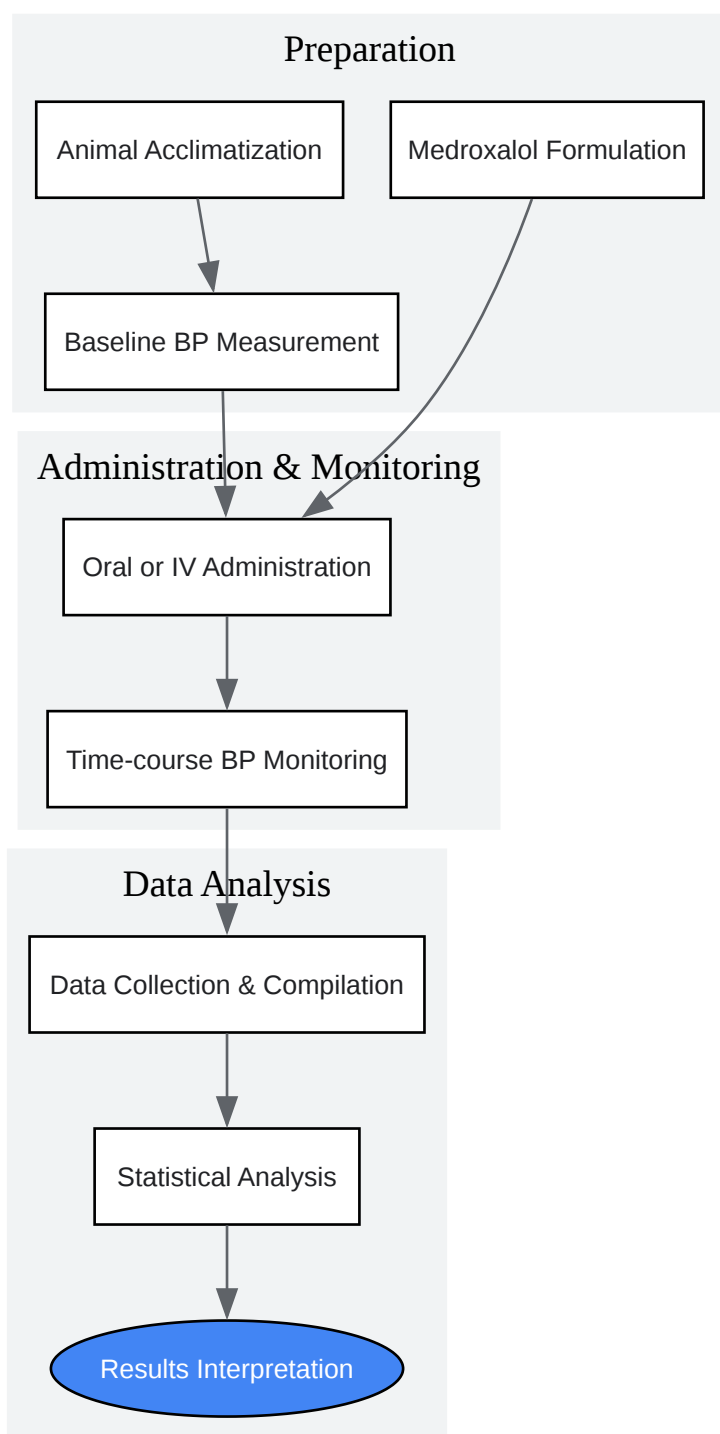 Preparation
Animal Acclimatization
Medroxalol Formulation
Baseline BP Measurement
Administration & Monitoring
Oral or IV Administration
Time-course BP Monitoring
Data Analysis
Data Collection & Compilation
Statistical Analysis
Results Interpretation